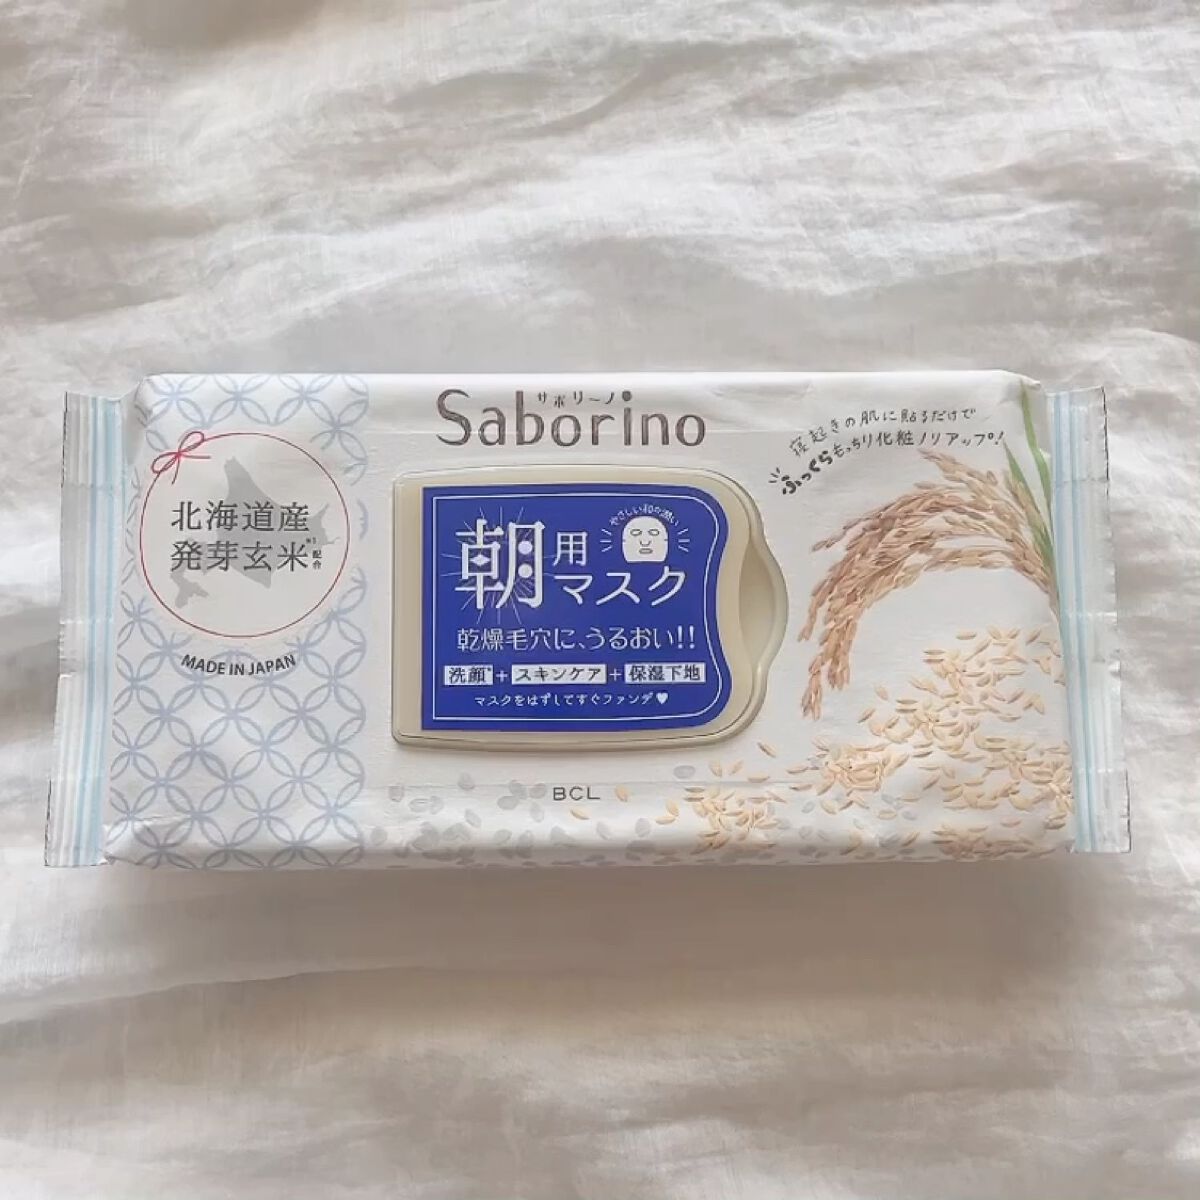 サボリーノ
Saborino
寝起きの肌に貼るだけで
ふっくらもっちり化粧ノリアップ!
北海道産
発芽玄米※1配合
MADE IN JAPAN
やさしい和の潤い
朝用マスク
乾燥毛穴に、うるおい!!
洗顔*+スキンケア+保湿下地
マスクをはずしてすぐファンデ♥
BCL